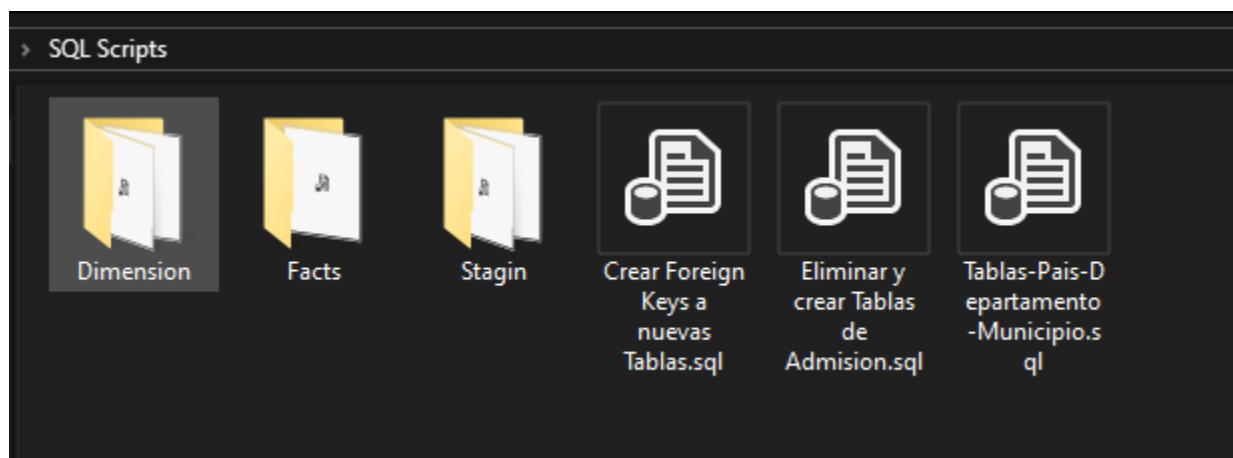 > SQL Scripts
Dimension
Facts
Stagin
Crear Foreign
Keys a
nuevas
Tablas.sql
Eliminar y
crear Tablas
de
Admision.sql
Tablas-Pais-D
epartamento
-Municipio.s
ql